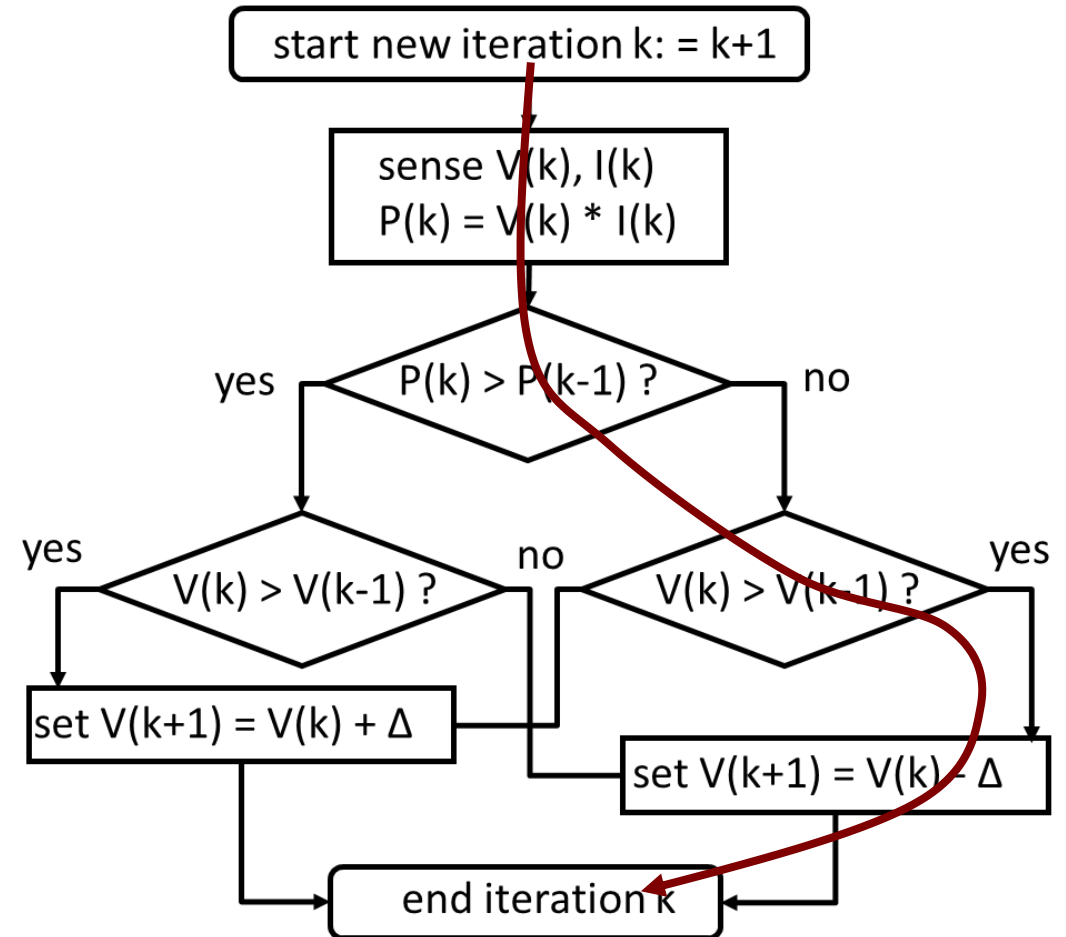 start new iteration k: = k+1
sense V(k), I(k)
P(k) = V(k) * I(k)
yes
P(k) > P(k-1) ?
no
yes
V(k) > V(k-1) ?
no
V(k) > V(k-1) ?
yes
set V(k+1) = V(k) + Δ
set V(k+1) = V(k) - Δ
end iteration k